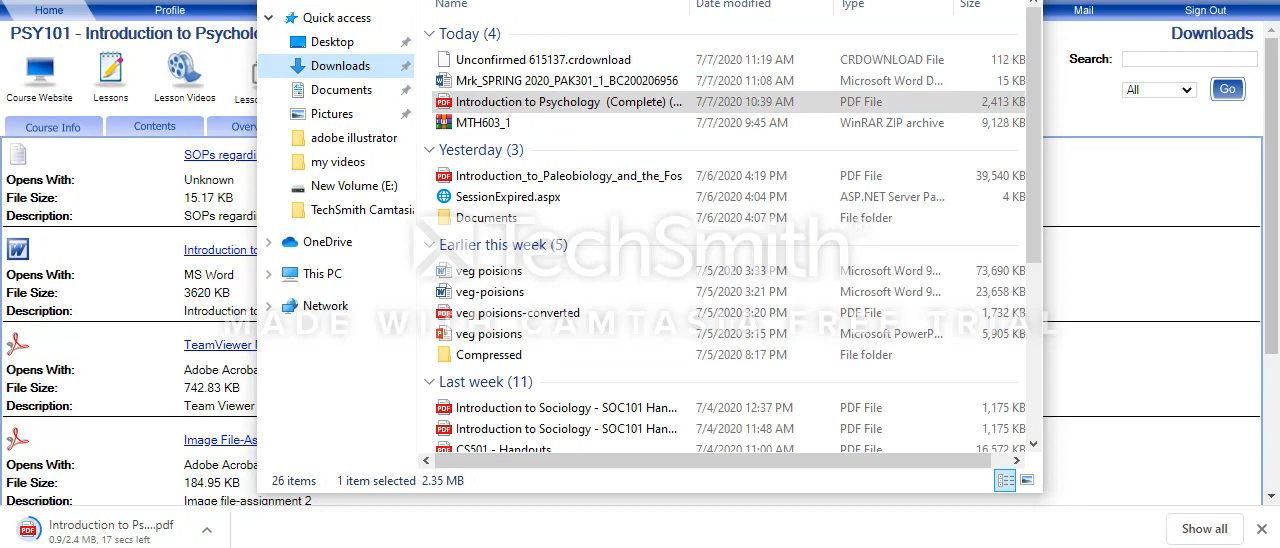 Home Profile Mail Sign Out
PSY101 - Introduction to Psycholo
Downloads
Search:
All Go
Course Website Lessons Lesson Videos Lesso
Course Info Contents Over
SOPs regardi
Opens With: Unknown
File Size: 15.17 KB
Description: SOPs regardi
Introduction to
Opens With: MS Word
File Size: 3620 KB
Description: Introduction to
TeamViewer M
Opens With: Adobe Acroba
File Size: 742.83 KB
Description: Team Viewer
Image File-As
Opens With: Adobe Acroba
File Size: 184.95 KB
Description: Image file-assignment 2
Quick access
Desktop
Downloads
Documents
Pictures
adobe illustrator
my videos
New Volume (E:)
TechSmith Camtasia
OneDrive
This PC
Network
Name Date modified Type Size
Today (4)
Unconfirmed 615137.crdownload 7/7/2020 11:19 AM CRDOWNLOAD File 112 KB
Mrk_SPRING 2020_PAK301_1_BC200206956 7/7/2020 11:08 AM Microsoft Word D... 15 KB
Introduction to Psychology (Complete) (... 7/7/2020 10:39 AM PDF File 2,413 KB
MTH603_1 7/7/2020 9:45 AM WinRAR ZIP archive 9,128 KB
Yesterday (3)
Introduction_to_Paleobiology_and_the_Fos 7/6/2020 4:19 PM PDF File 39,540 KB
SessionExpired.aspx 7/6/2020 4:04 PM ASP.NET Server Pa... 4 KB
Documents 7/6/2020 4:07 PM File folder
Earlier this week (5)
veg poisions 7/5/2020 3:33 PM Microsoft Word 9... 73,690 KB
veg-poisions 7/5/2020 3:21 PM Microsoft Word 9... 23,658 KB
veg poisions-converted 7/5/2020 3:20 PM PDF File 1,732 KB
veg poisions 7/5/2020 3:15 PM Microsoft PowerP... 5,905 KB
Compressed 7/5/2020 8:17 PM File folder
Last week (11)
Introduction to Sociology - SOC101 Han... 7/4/2020 12:37 PM PDF File 1,175 KB
Introduction to Sociology - SOC101 Han... 7/4/2020 11:48 AM PDF File 1,175 KB
CS501 - Handouts 7/4/2020 11:00 AM PDF File 16,572 KB
26 items 1 item selected 2.35 MB
TechSmith
MADE WITH CAMTASIA FREE TRIAL
Introduction to Ps....pdf
0.9/2.4 MB, 17 secs left
Show all